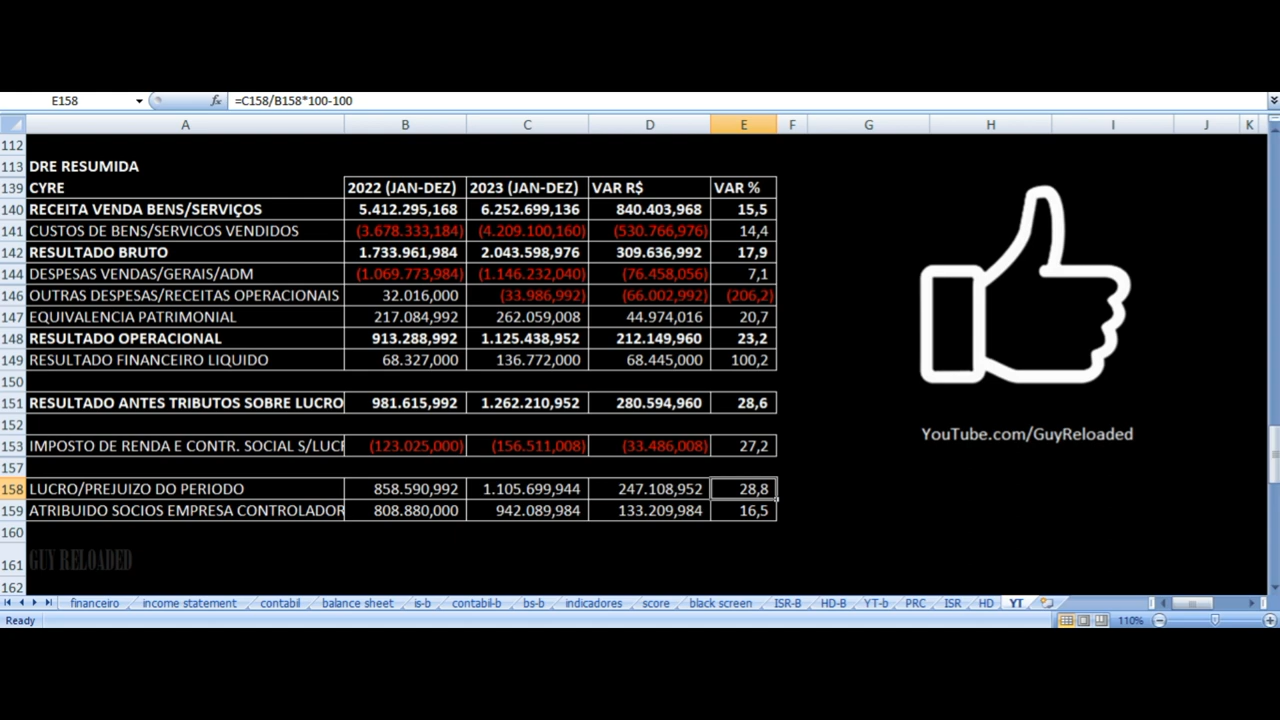 E158 fx =C158/B158*100-100
A B C D E F G H I J K
112
113 DRE RESUMIDA
139 CYRE 2022 (JAN-DEZ) 2023 (JAN-DEZ) VAR R$ VAR %
140 RECEITA VENDA BENS/SERVIÇOS 5.412.295,168 6.252.699,136 840.403,968 15,5
141 CUSTOS DE BENS/SERVICOS VENDIDOS (3.678.333,184) (4.209.100,160) (530.766,976) 14,4
142 RESULTADO BRUTO 1.733.961,984 2.043.598,976 309.636,992 17,9
144 DESPESAS VENDAS/GERAIS/ADM (1.069.773,984) (1.146.232,040) (76.458,056) 7,1
146 OUTRAS DESPESAS/RECEITAS OPERACIONAIS 32.016,000 (33.986,992) (66.002,992) (206,2)
147 EQUIVALENCIA PATRIMONIAL 217.084,992 262.059,008 44.974,016 20,7
148 RESULTADO OPERACIONAL 913.288,992 1.125.438,952 212.149,960 23,2
149 RESULTADO FINANCEIRO LIQUIDO 68.327,000 136.772,000 68.445,000 100,2
150
151 RESULTADO ANTES TRIBUTOS SOBRE LUCRO 981.615,992 1.262.210,952 280.594,960 28,6
152
153 IMPOSTO DE RENDA E CONTR. SOCIAL S/LUCR (123.025,000) (156.511,008) (33.486,008) 27,2
157
158 LUCRO/PREJUIZO DO PERIODO 858.590,992 1.105.699,944 247.108,952 28,8
159 ATRIBUIDO SOCIOS EMPRESA CONTROLADOR 808.880,000 942.089,984 133.209,984 16,5
160
161 GUY RELOADED
162
YouTube.com/GuyReloaded
financeiro income statement contabil balance sheet is-b contabil-b bs-b indicadores score black screen ISR-B HD-B YT-b PRC ISR HD YT
Ready 110%